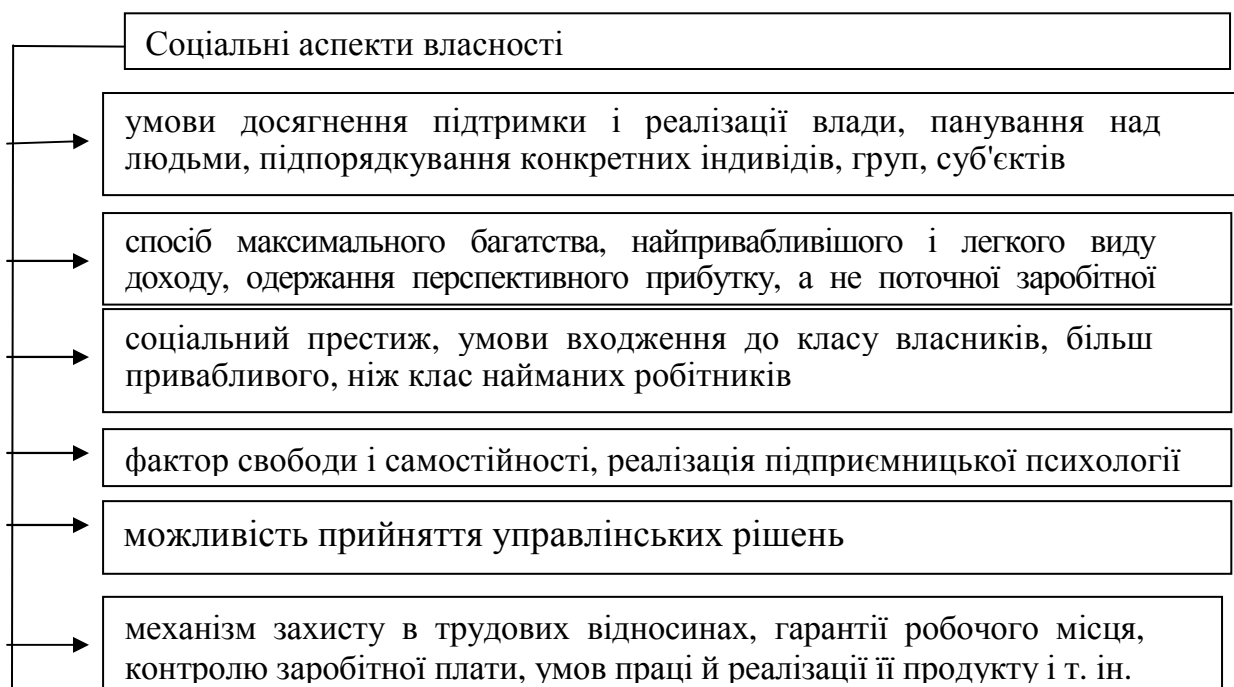 Соціальні аспекти власності
умови досягнення підтримки і реалізації влади, панування над
людьми, підпорядкування конкретних індивідів, груп, суб'єктів
спосіб максимального багатства, найпривабливішого і легкого виду
доходу, одержання перспективного прибутку, а не поточної заробітної
соціальний престиж, умови входження до класу власників, більш
привабливого, ніж клас найманих робітників
фактор свободи і самостійності, реалізація підприємницької психології
можливість прийняття управлінських рішень
механізм захисту в трудових відносинах, гарантії робочого місця,
контролю заробітної плати, умов праці й реалізації її продукту і т. ін.